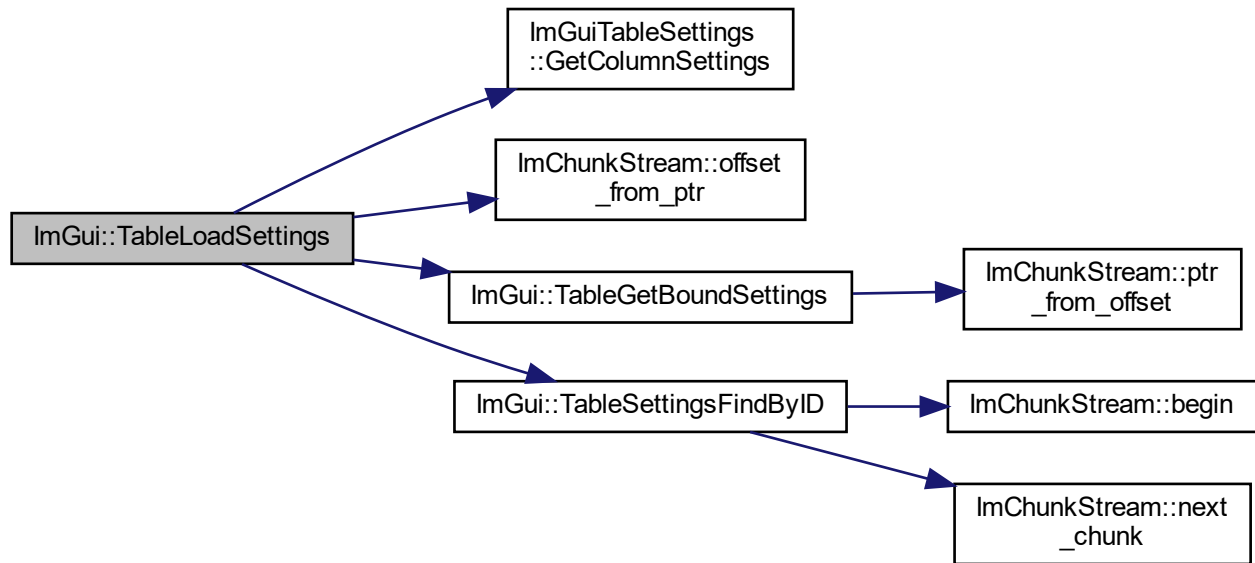 ImGuiTableSettings
::GetColumnSettings
ImChunkStream::offset
_from_ptr
ImGui::TableLoadSettings
ImGui::TableGetBoundSettings
ImChunkStream::ptr
_from_offset
ImGui::TableSettingsFindByID
ImChunkStream::begin
ImChunkStream::next
_chunk